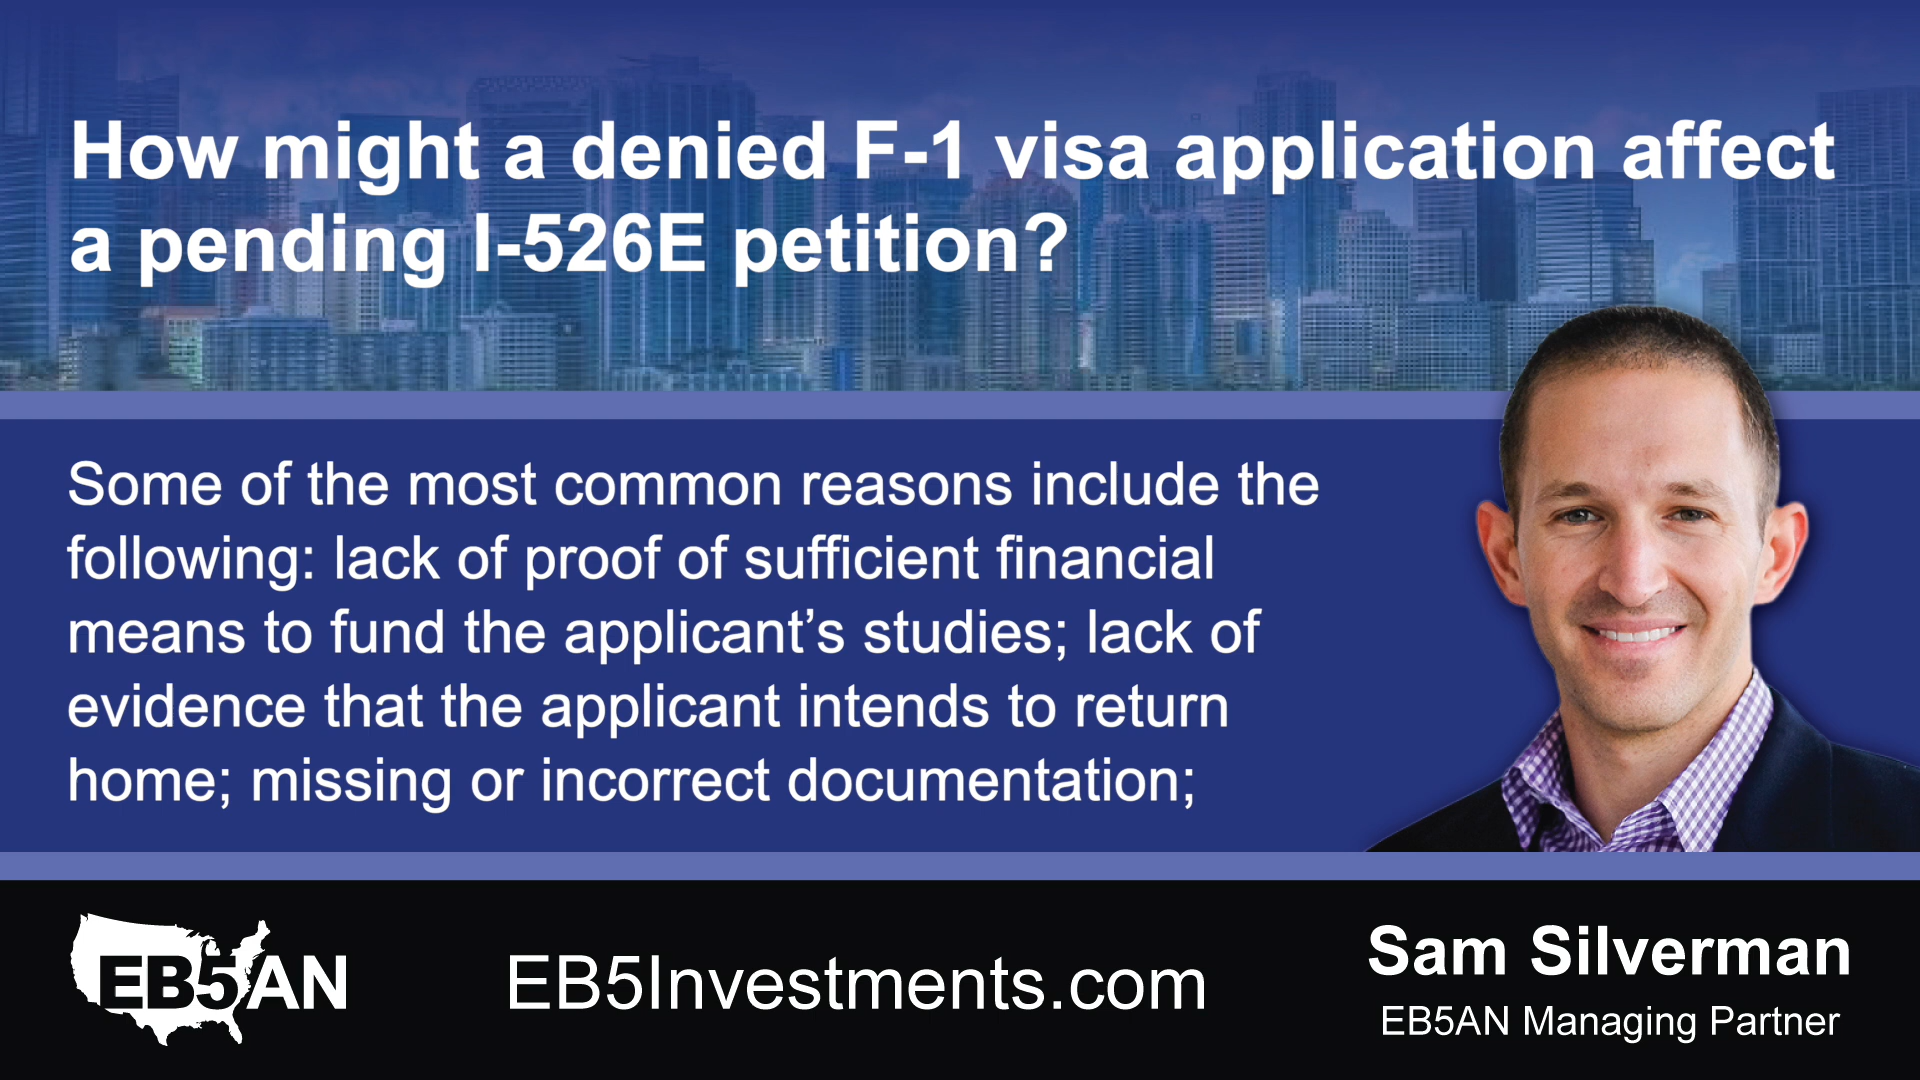 How might a denied F-1 visa application affect
a pending I-526E petition?
Some of the most common reasons include the
following: lack of proof of sufficient financial
means to fund the applicant’s studies; lack of
evidence that the applicant intends to return
home; missing or incorrect documentation;
EB5AN
EB5Investments.com
Sam Silverman
EB5AN Managing Partner